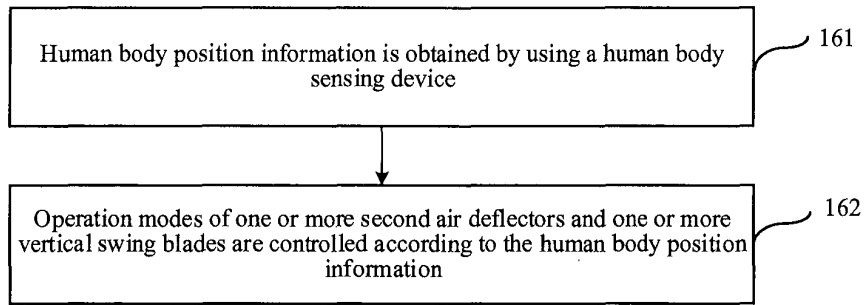 Human body position information is obtained by using a human body
sensing device
161
Operation modes of one or more second air deflectors and one or more
vertical swing blades are controlled according to the human body position
information
162